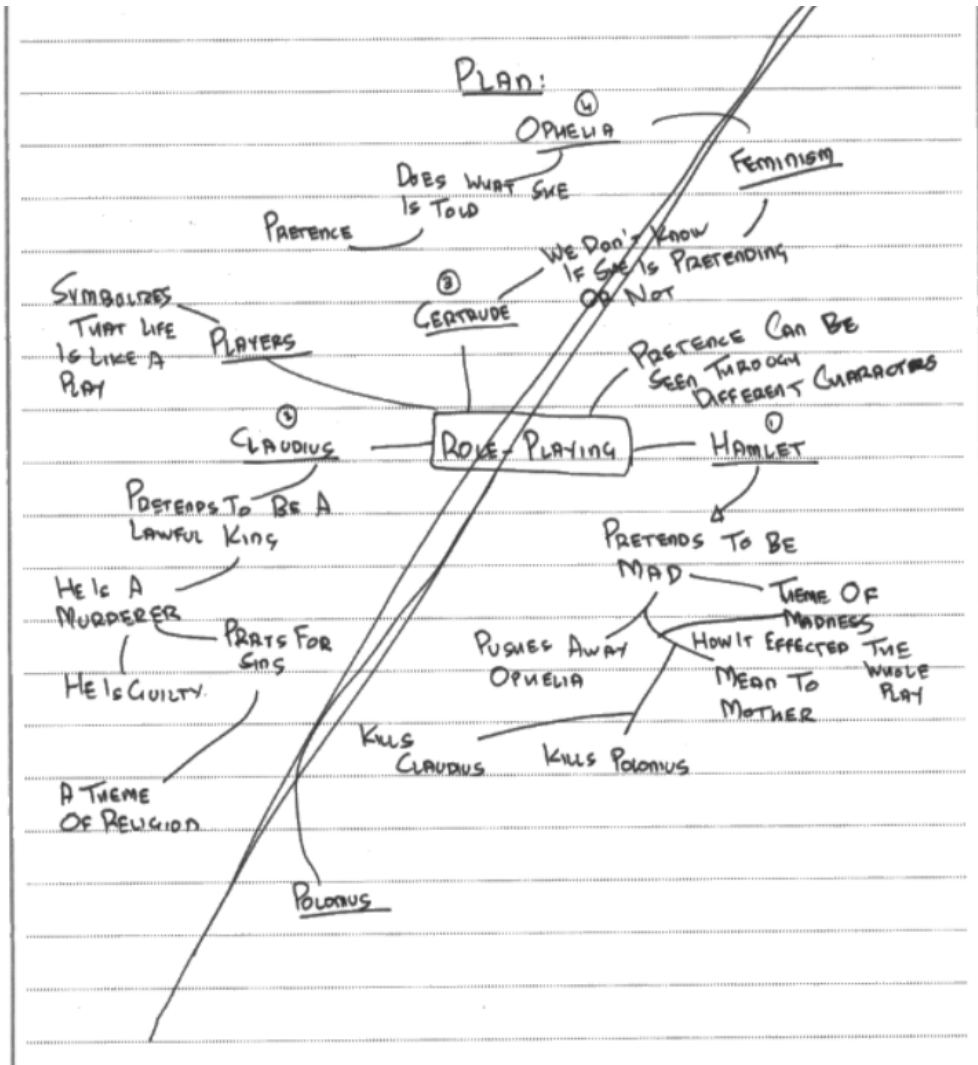 PLAN:
④
OPHELIA
FEMINISM
DOES WHAT SHE
IS TOLD
PRETENCE
WE DON'T KNOW
IF SHE IS PRETENDING
OR NOT
③
GERTRUDE
SYMBOLIZES
THAT LIFE
IS LIKE A
PLAY
PLAYERS
PRETENCE CAN BE
SEEN THROUGH
DIFFERENT CHARACTERS
②
CLAUDIUS
ROLE-PLAYING
①
HAMLET
PRETENDS TO BE A
LAWFUL KING
PRETENDS TO BE
MAD
HE IS A
MURDERER
PRAYS FOR
SINS
HE IS GUILTY.
THEME OF
MADNESS
HOW IT EFFECTED THE
WHOLE
PLAY
PUSHES AWAY
OPHELIA
MEAN TO
MOTHER
KILLS
CLAUDIUS
KILLS POLONIUS
A THEME
OF RELIGION
POLONIUS